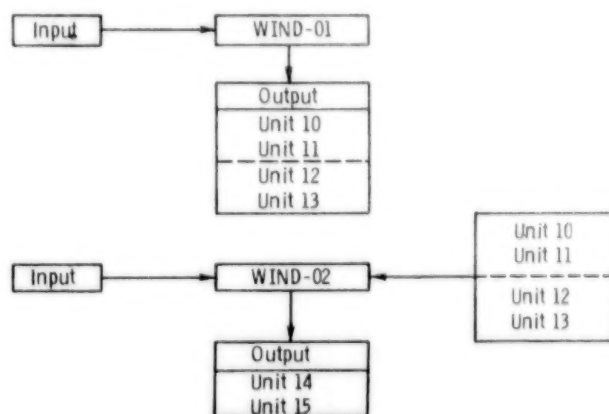 Input
WIND-01
Output
Unit 10
Unit 11
Unit 12
Unit 13
Unit 10
Unit 11
Unit 12
Unit 13
Input
WIND-02
Output
Unit 14
Unit 15